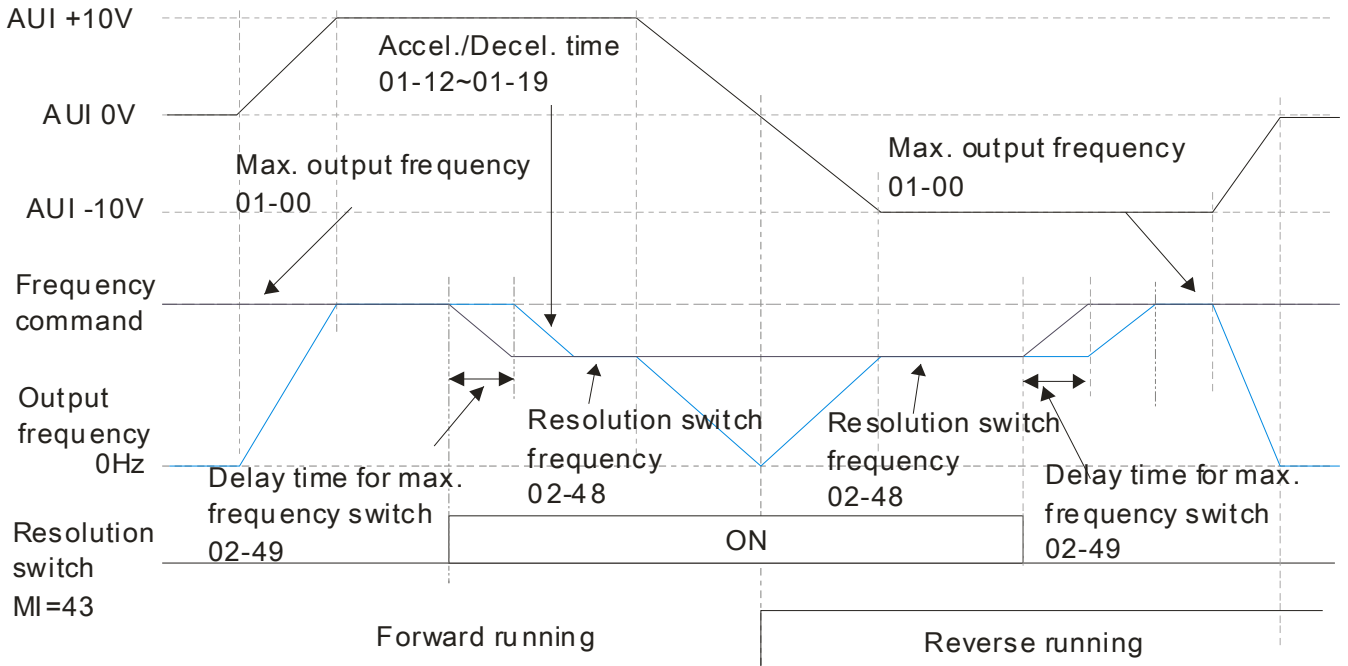 AUI +10V
Accel./Decel. time
01-12~01-19
AUI 0V
Max. output frequency
01-00
Max. output frequency
01-00
AUI -10V
Frequency
command
Output
frequency
0Hz
Resolution switch
frequency
02-48
Resolution switch
frequency
02-48
Delay time for max.
frequency switch
02-49
Delay time for max.
frequency switch
02-49
Resolution
switch
MI=43
ON
Forward running
Reverse running